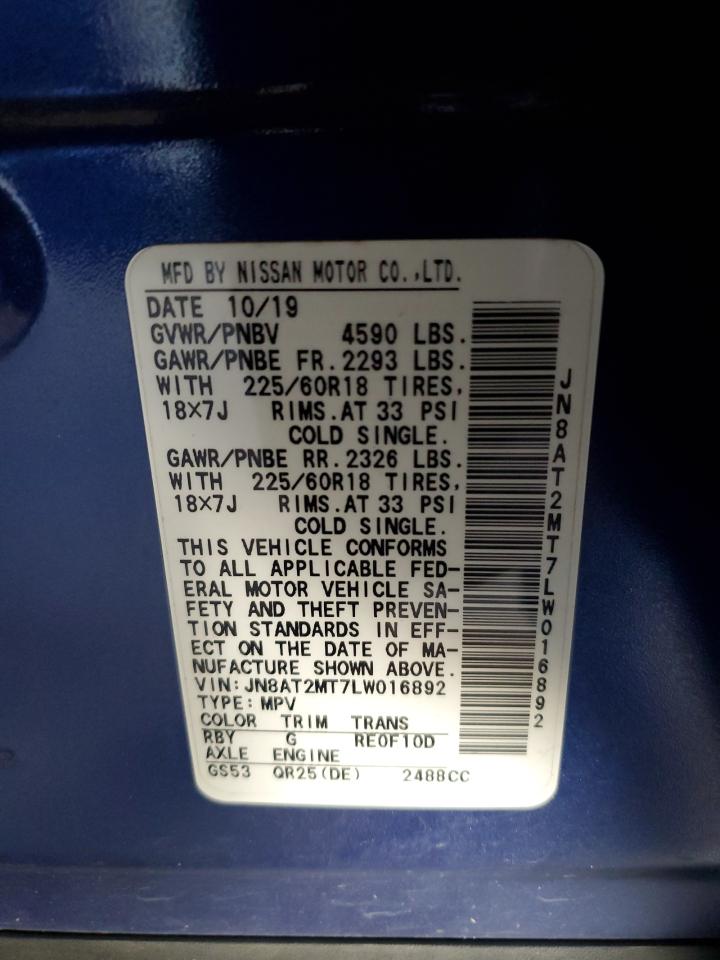 MFD BY NISSAN MOTOR CO.,LTD.
DATE 10/19
GVWR/PNBV 4590 LBS.
GAWR/PNBE FR.2293 LBS.
WITH 225/60R18 TIRES,
18×7J RIMS.AT 33 PSI
COLD SINGLE.
GAWR/PNBE RR.2326 LBS.
WITH 225/60R18 TIRES,
18×7J RIMS.AT 33 PSI
COLD SINGLE.
THIS VEHICLE CONFORMS
TO ALL APPLICABLE FED-
ERAL MOTOR VEHICLE SA-
FETY AND THEFT PREVEN-
TION STANDARDS IN EFF-
ECT ON THE DATE OF MA-
NUFACTURE SHOWN ABOVE.
VIN:JN8AT2MT7LW016892
TYPE:MPV
COLOR TRIM TRANS
RBY G RE0F10D
AXLE ENGINE
GS53 QR25(DE) 2488CC
JN8AT2MT7LW016892